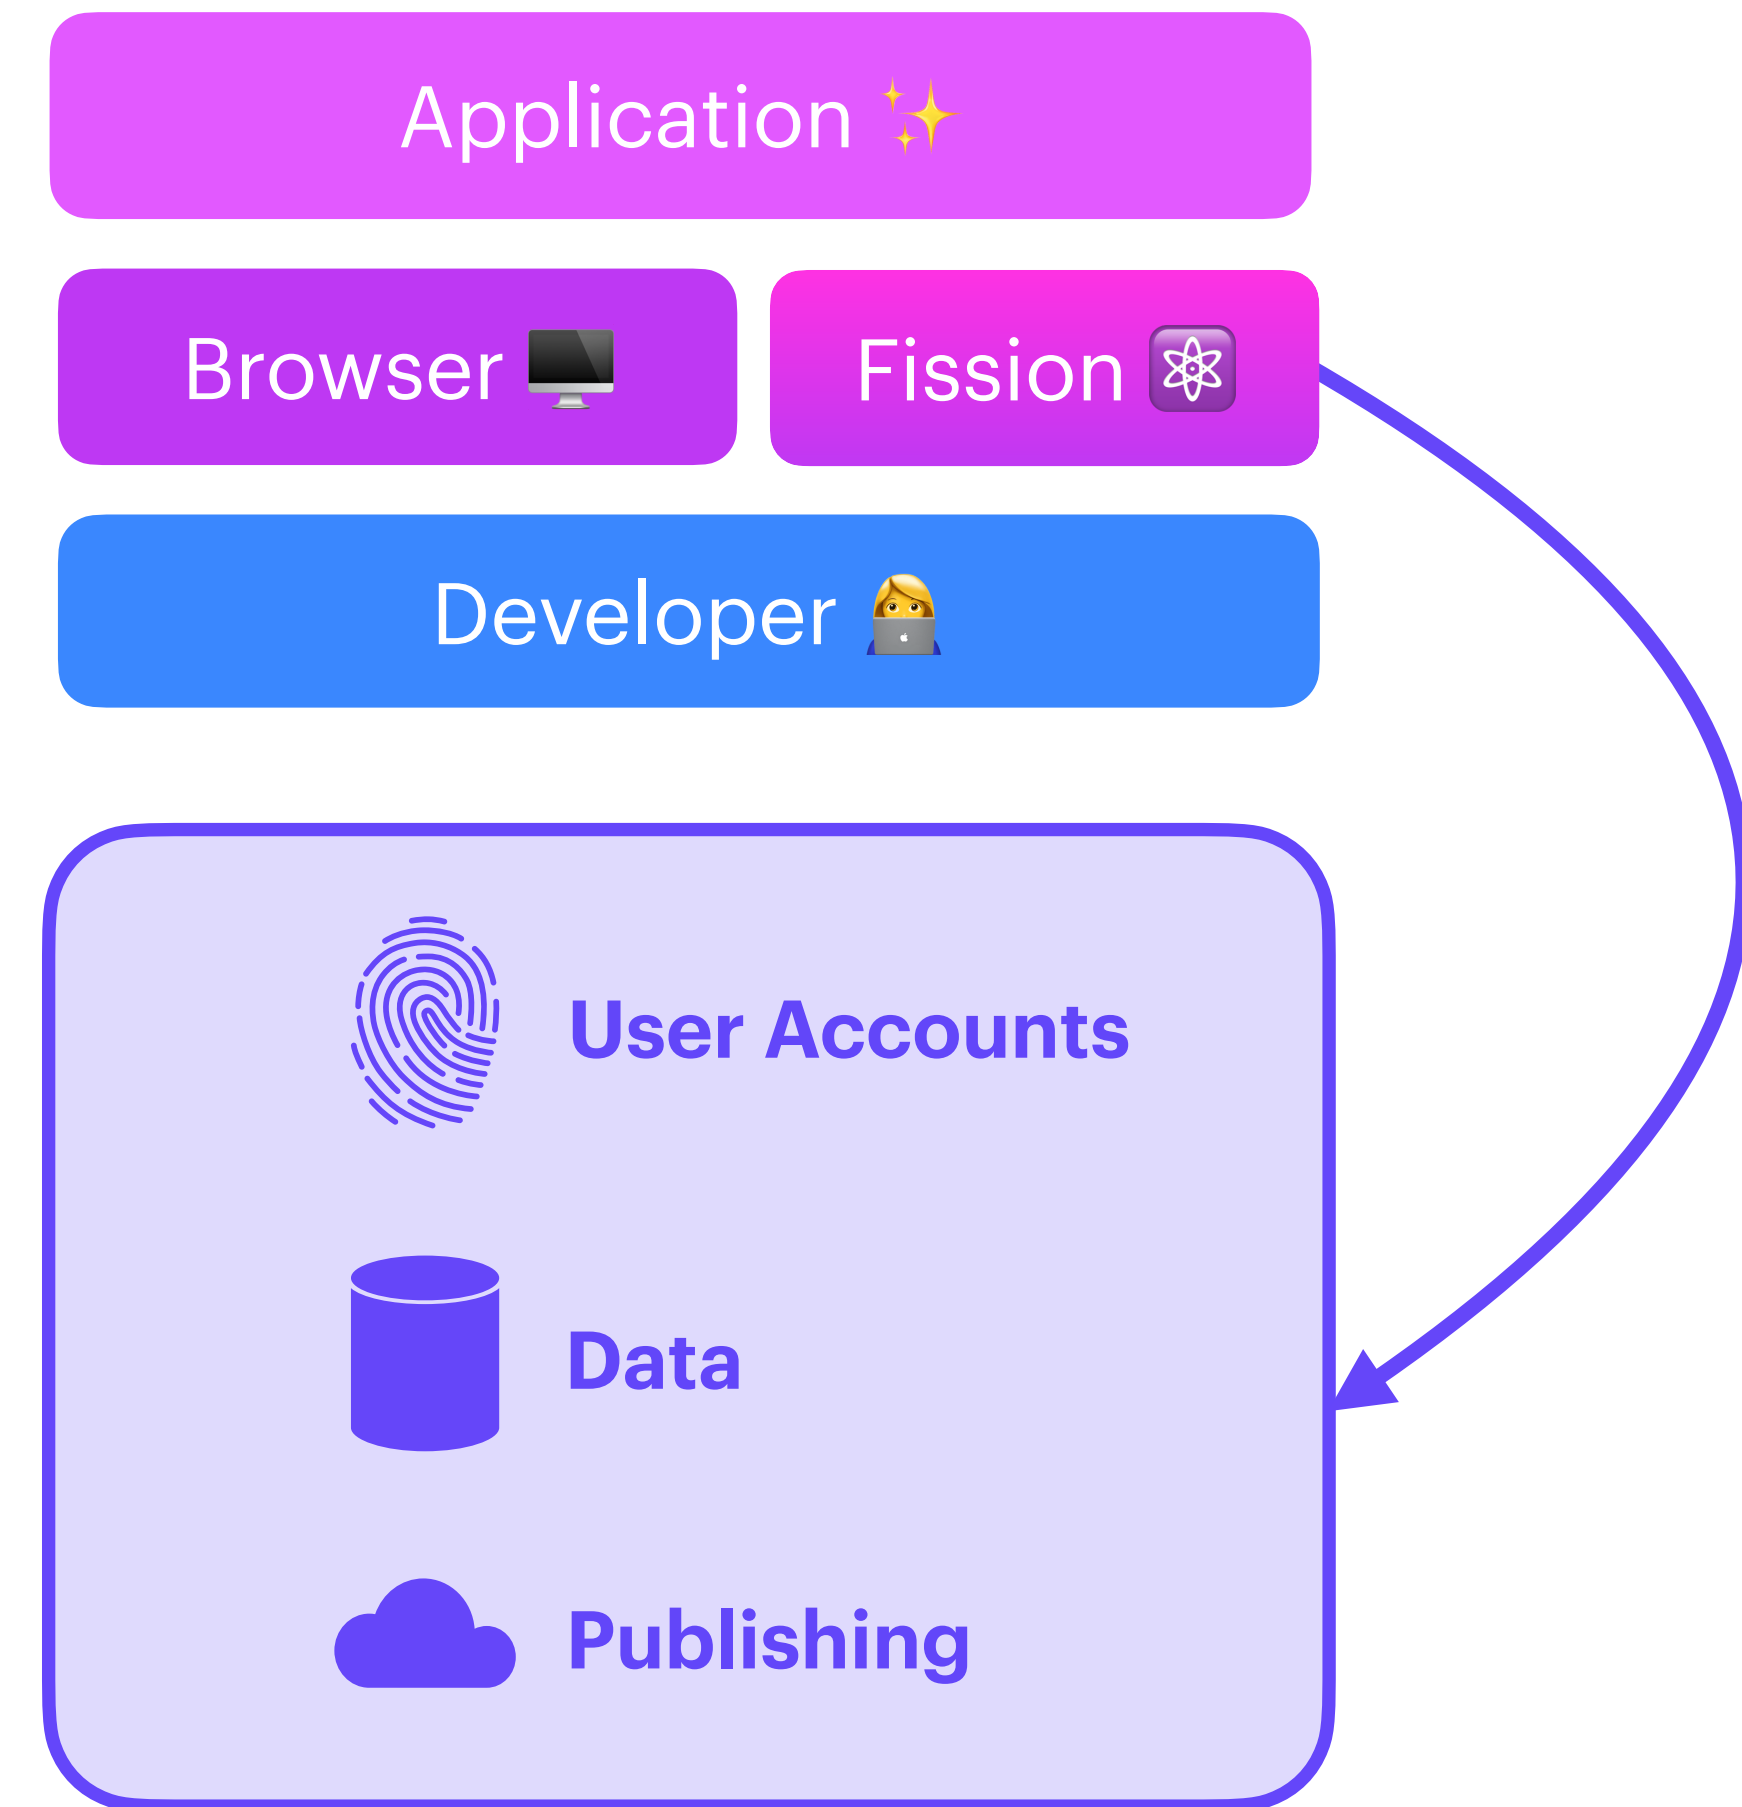 Application ✨
Browser 🖥️
Fission ⚛️
Developer 👩‍💻
User Accounts
Data
Publishing